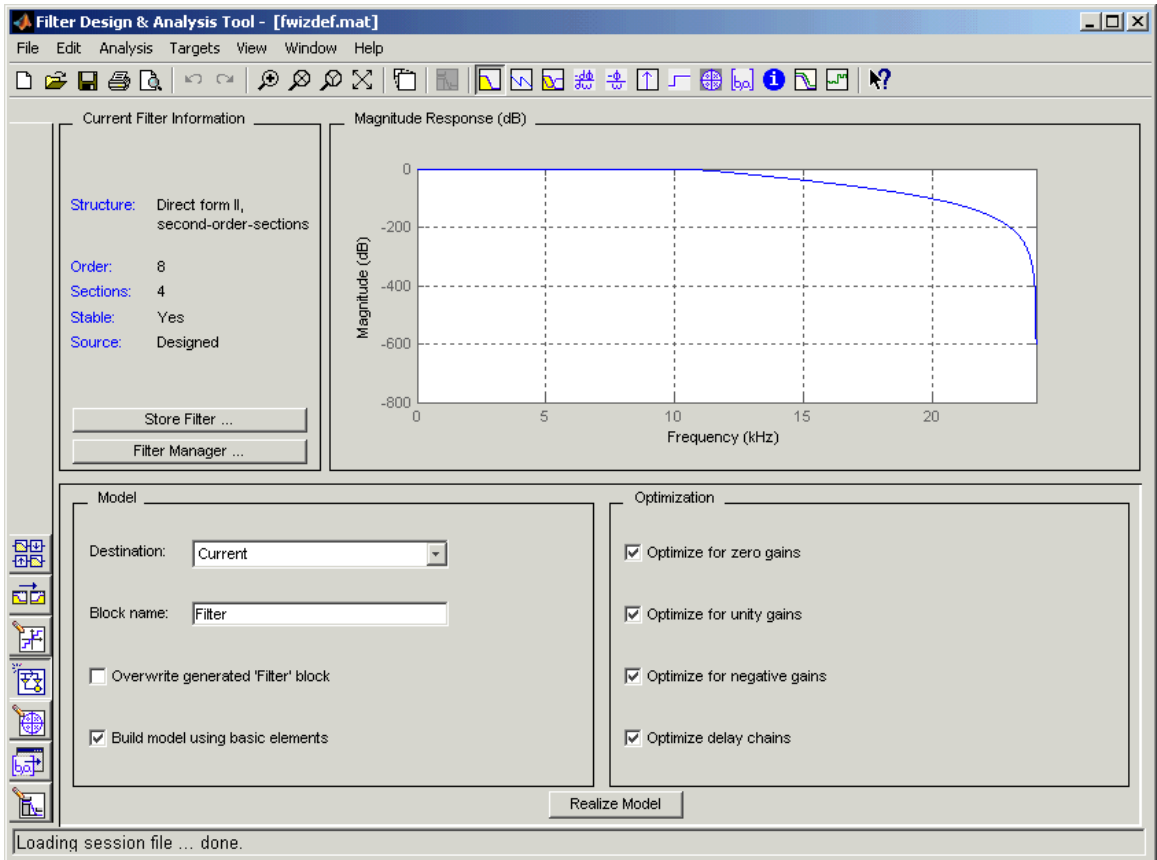 Filter Design & Analysis Tool - [fwizdef.mat]
File Edit Analysis Targets View Window Help
Current Filter Information
Structure: Direct form II,
second-order-sections
Order: 8
Sections: 4
Stable: Yes
Source: Designed
Store Filter ...
Filter Manager ...
Magnitude Response (dB)
Magnitude (dB)
0
-200
-400
-600
-800
0 5 10 15 20
Frequency (kHz)
Model
Destination: Current
Block name: Filter
Overwrite generated 'Filter' block
Build model using basic elements
Optimization
Optimize for zero gains
Optimize for unity gains
Optimize for negative gains
Optimize delay chains
Realize Model
Loading session file ... done.